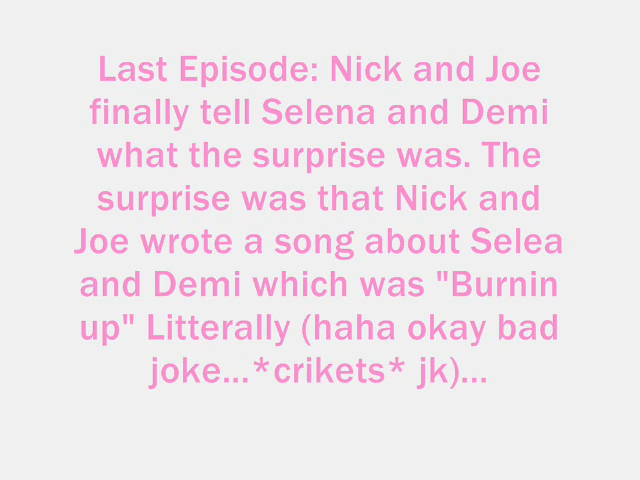 Last Episode: Nick and Joe
finally tell Selena and Demi
what the surprise was. The
surprise was that Nick and
Joe wrote a song about Selea
and Demi which was "Burnin
up" Litterally (haha okay bad
joke...*crikets* jk)...